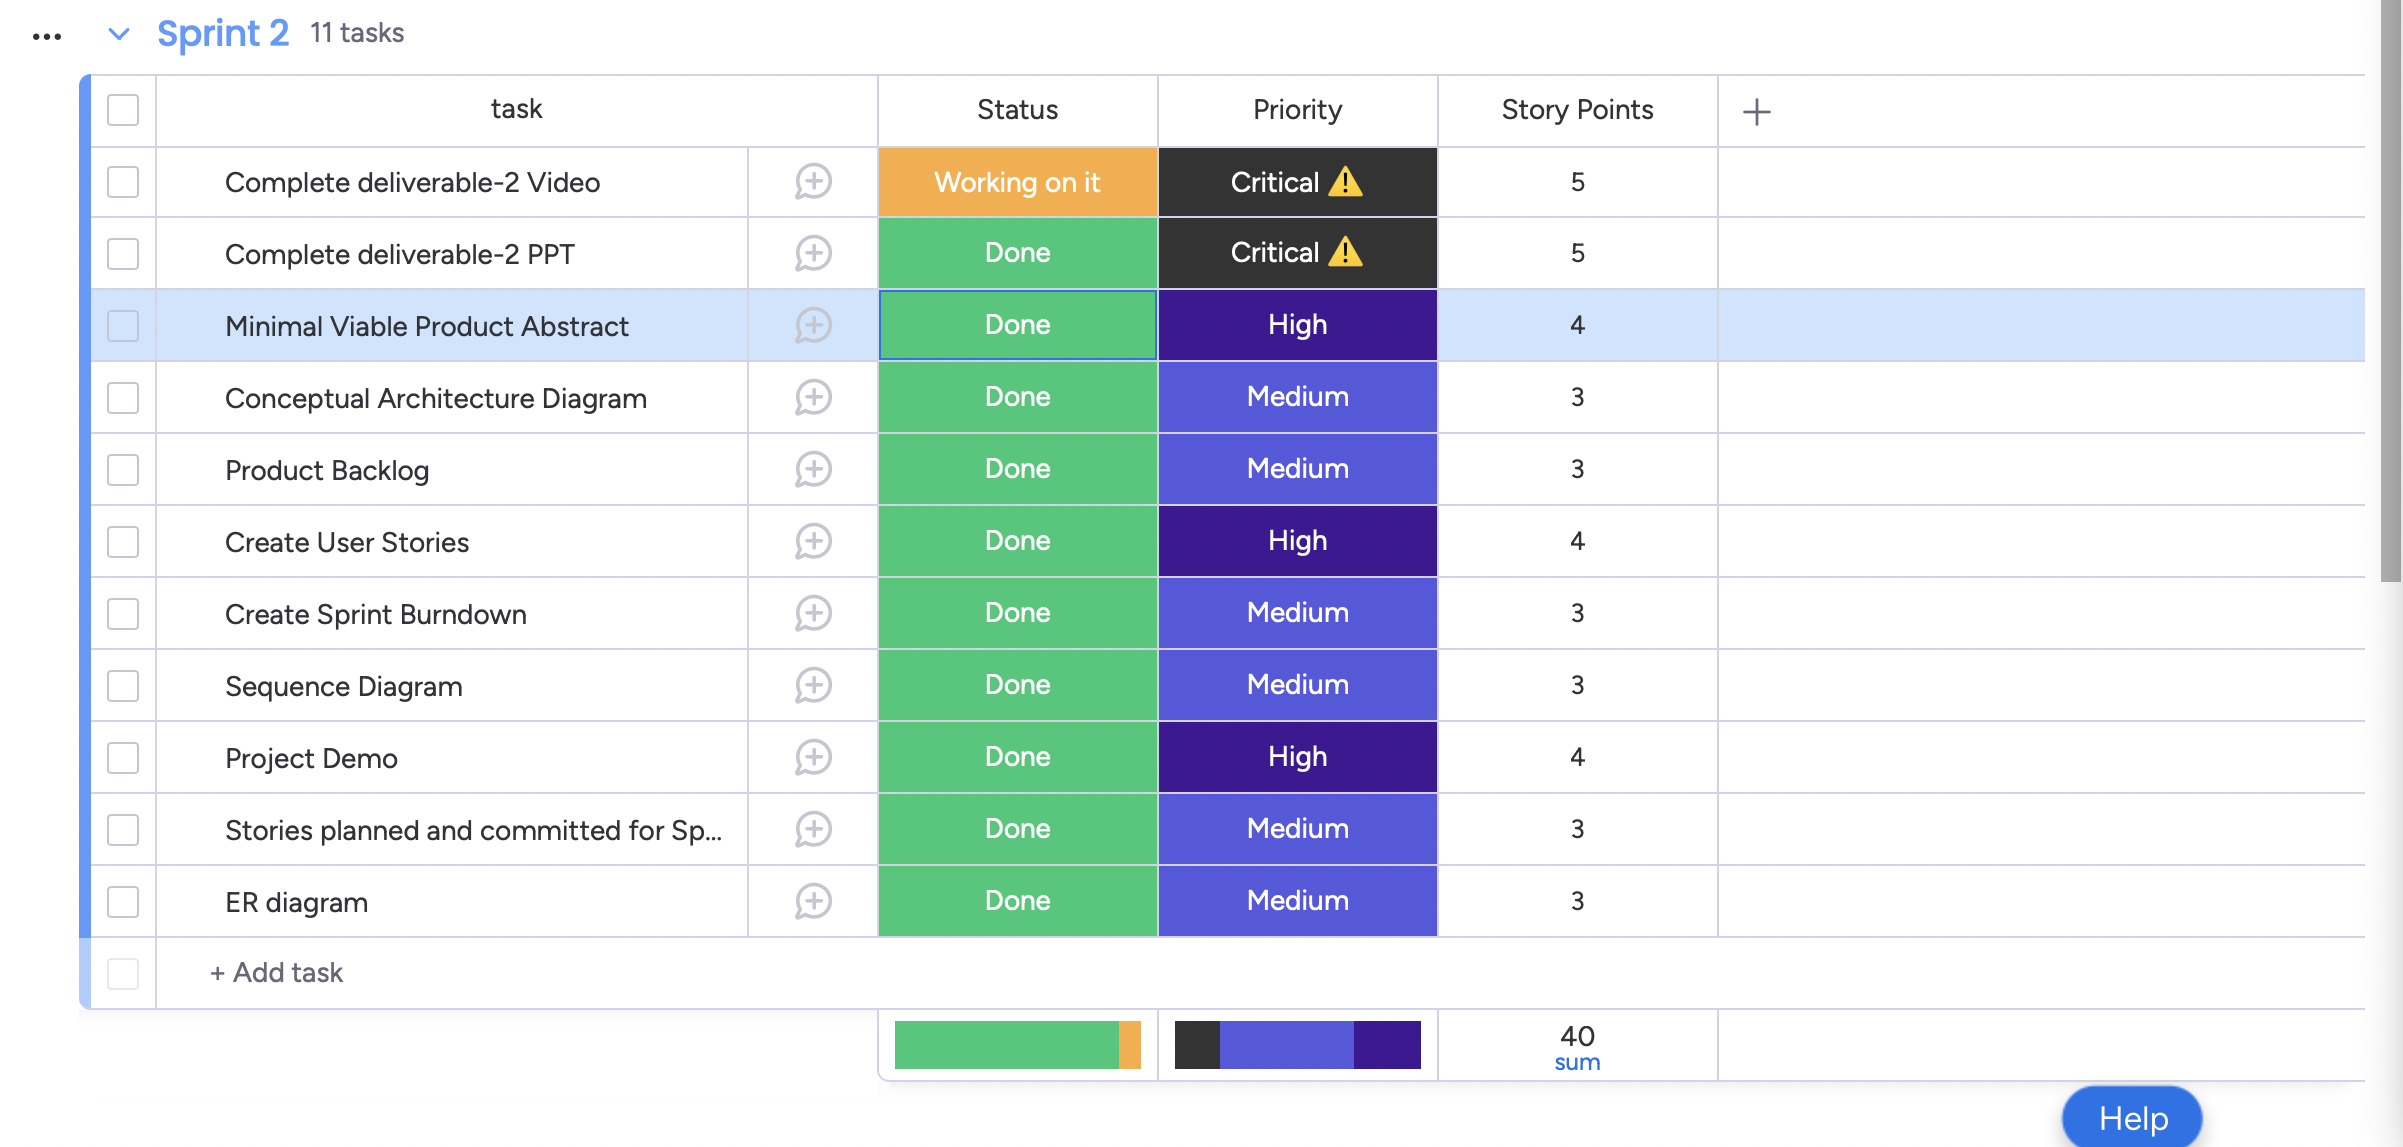 Sprint 2 11 tasks
task Status Priority Story Points
Complete deliverable-2 Video Working on it Critical ⚠️ 5
Complete deliverable-2 PPT Done Critical ⚠️ 5
Minimal Viable Product Abstract Done High 4
Conceptual Architecture Diagram Done Medium 3
Product Backlog Done Medium 3
Create User Stories Done High 4
Create Sprint Burndown Done Medium 3
Sequence Diagram Done Medium 3
Project Demo Done High 4
Stories planned and committed for Sp... Done Medium 3
ER diagram Done Medium 3
+ Add task
40
sum
Help